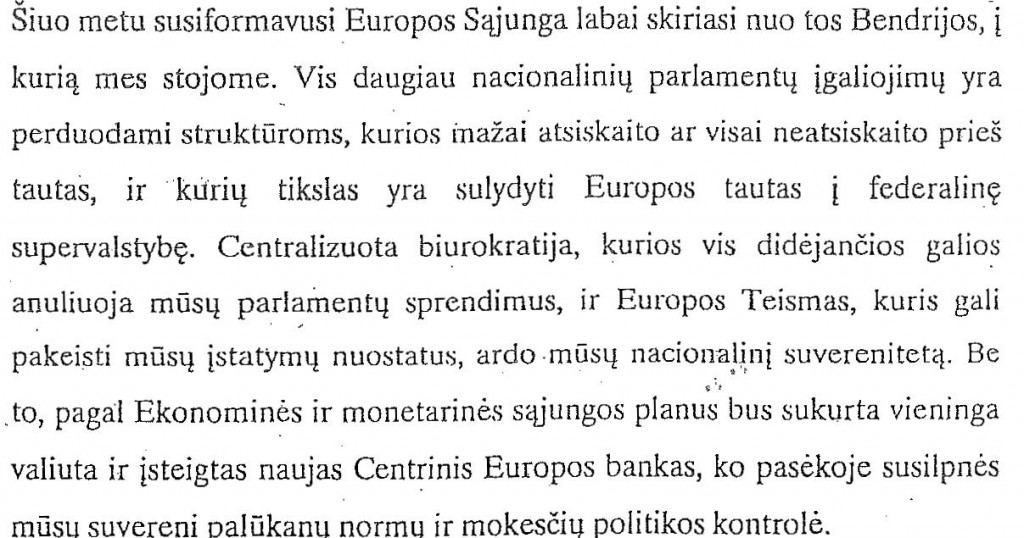 Šiuo metu susiformavusi Europos Sąjunga labai skiriasi nuo tos Bendrijos, į
kurią mes stojome. Vis daugiau nacionalinių parlamentų įgaliojimų yra
perduodami struktūroms, kurios mažai atsiskaito ar visai neatsiskaito prieš
tautas, ir kurių tikslas yra sulydyti Europos tautas į federalinę
supervalstybę. Centralizuota biurokratija, kurios vis didėjančios galios
anuliuoja mūsų parlamentų sprendimus, ir Europos Teismas, kuris gali
pakeisti mūsų įstatymų nuostatus, ardo mūsų nacionalinį suverenitetą. Be
to, pagal Ekonominės ir monetarinės sąjungos planus bus sukurta vieninga
valiuta ir įsteigtas naujas Centrinis Europos bankas, ko pasėkoje susilpnės
mūsų suvereni palūkanų normų ir mokesčių politikos kontrolė.